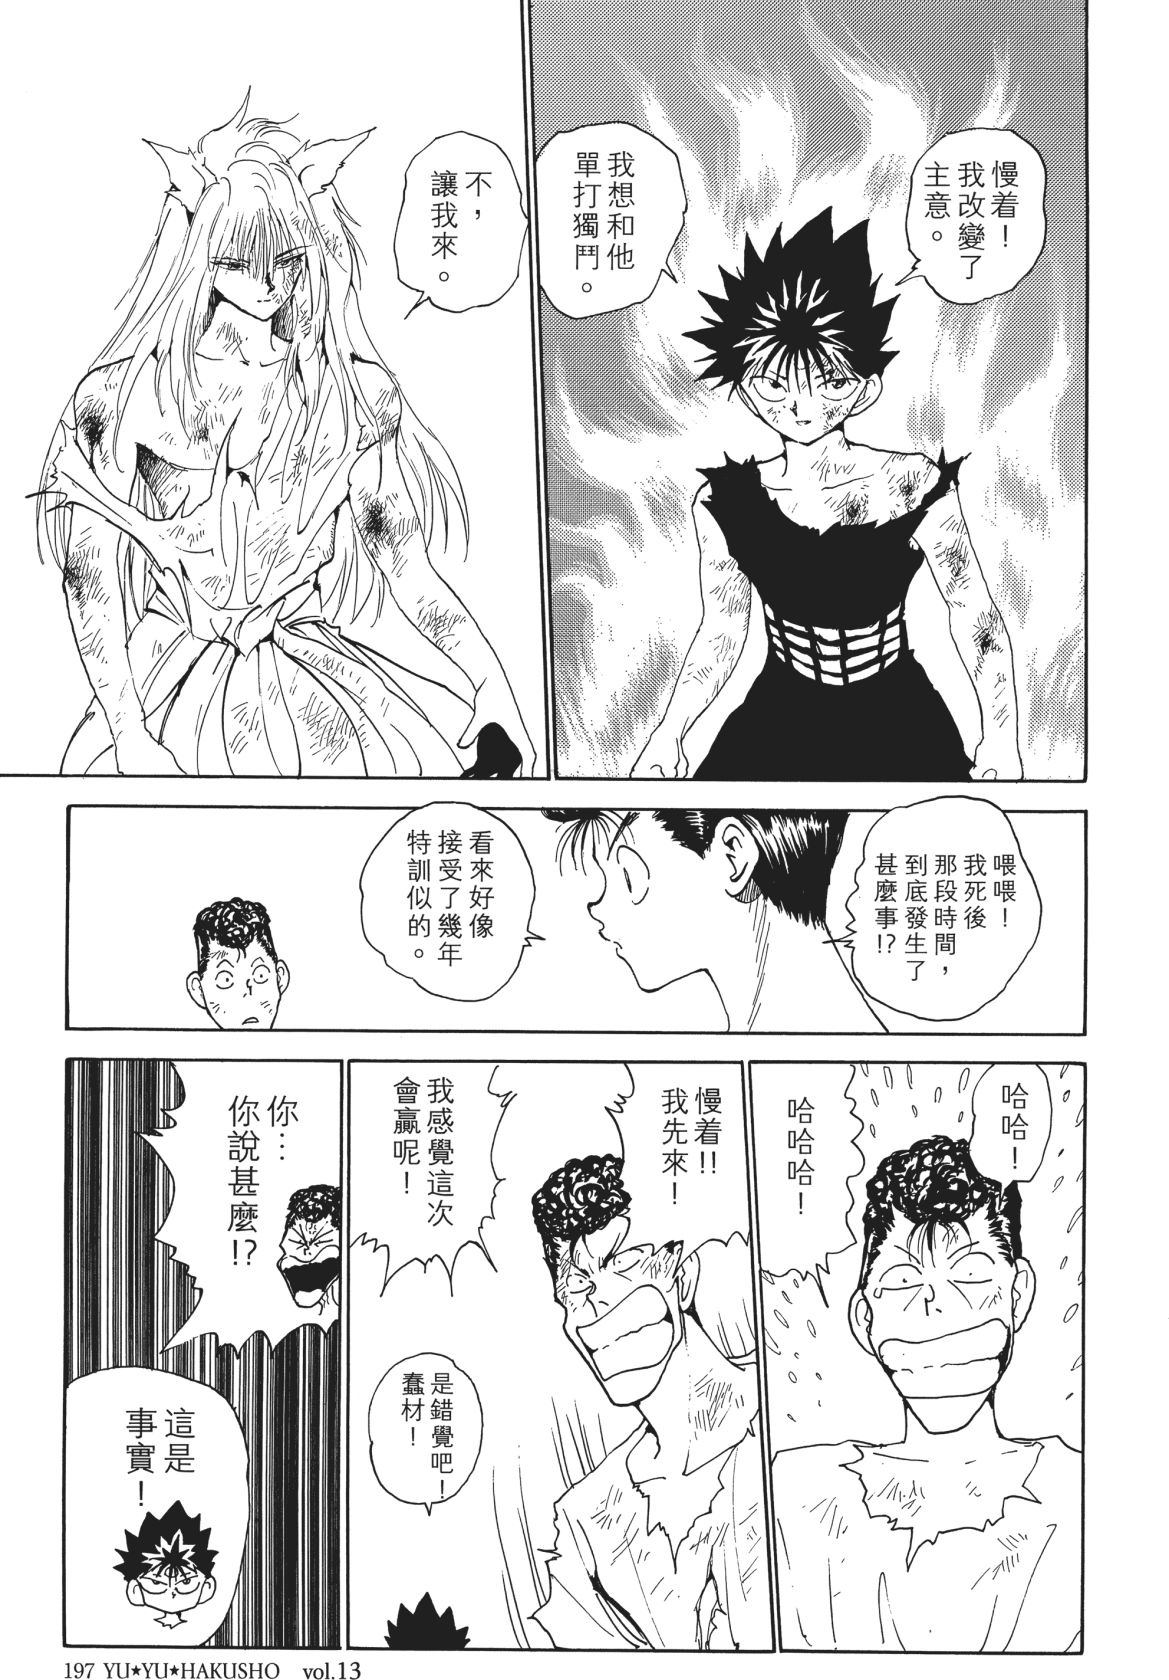 慢着！
我改變了
主意。
我想和他
單打獨鬥。
不，
讓我來。
喂喂！
我死後
那段時間，
到底發生了
甚麼事!?
看來好像
接受了幾年
特訓似的。
哈哈！
哈哈哈！
慢着!!
我先來！
我感覺這次
會贏呢！
是錯覺吧！
蠢材！
你…
你說甚麼!?
這是
事實！
197 YU★YU★HAKUSHO vol.13